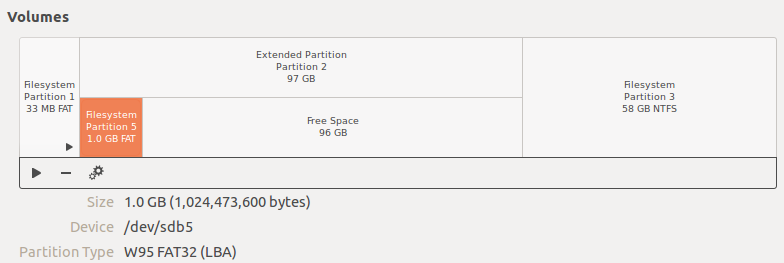 Volumes
Filesystem
Partition 1
33 MB FAT
Extended Partition
Partition 2
97 GB
Filesystem
Partition 5
1.0 GB FAT
Free Space
96 GB
Filesystem
Partition 3
58 GB NTFS
Size 1.0 GB (1,024,473,600 bytes)
Device /dev/sdb5
Partition Type W95 FAT32 (LBA)